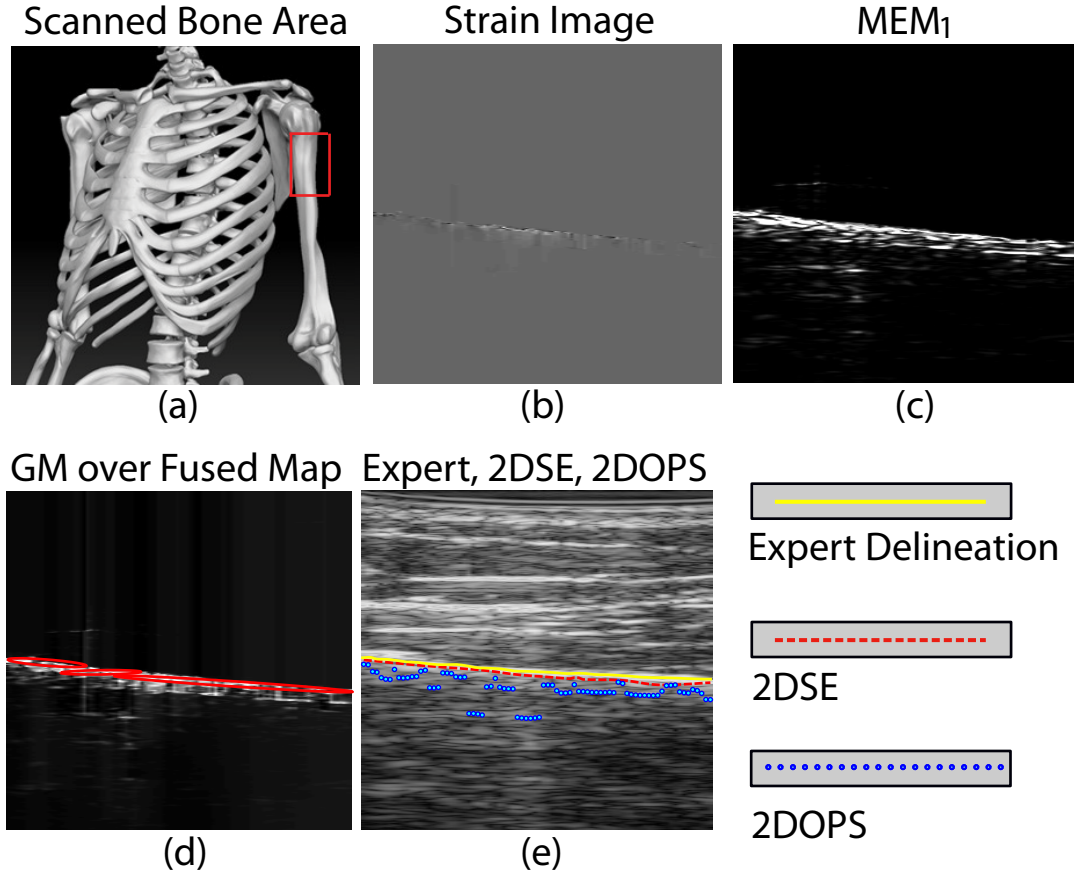 Scanned Bone Area
Strain Image
MEM1
(a)
(b)
(c)
GM over Fused Map
Expert, 2DSE, 2DOPS
Expert Delineation
2DSE
2DOPS
(d)
(e)